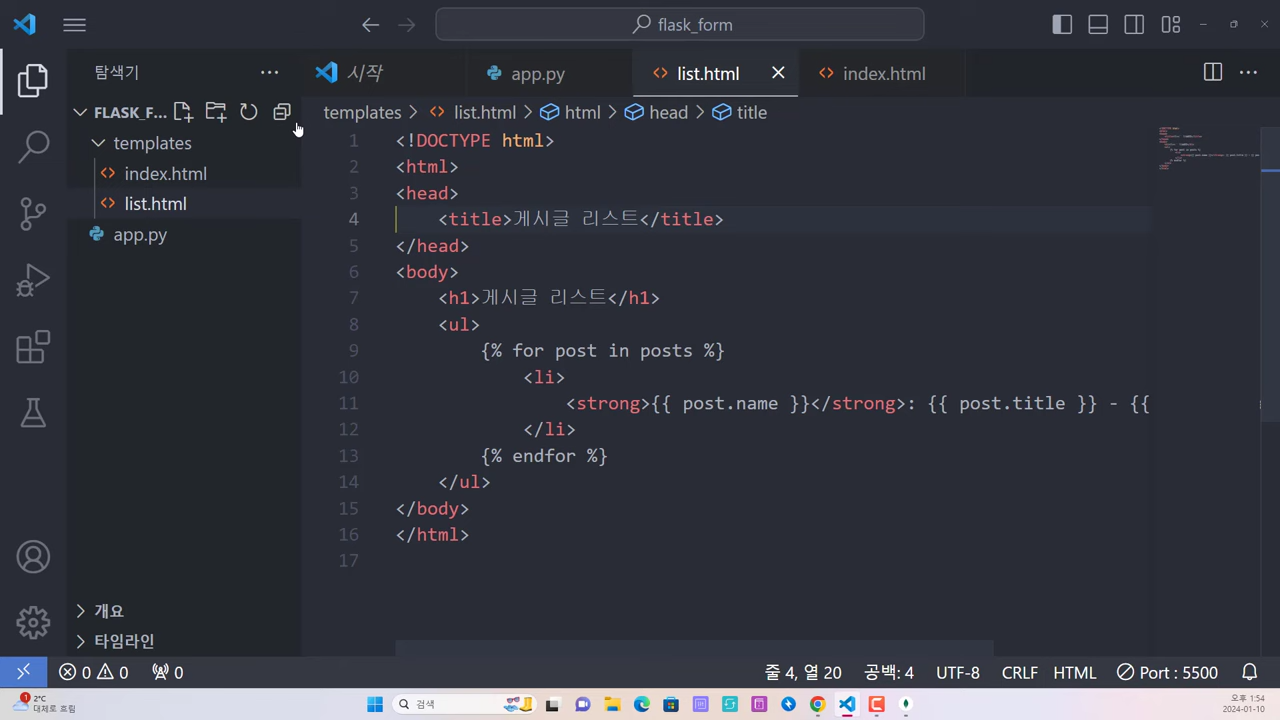 flask_form
탐색기
시작
app.py
list.html
index.html
FLASK_F...
templates
index.html
list.html
app.py
templates > list.html > html > head > title
1 <!DOCTYPE html>
2 <html>
3 <head>
4 <title>게시글 리스트</title>
5 </head>
6 <body>
7 <h1>게시글 리스트</h1>
8 <ul>
9 {% for post in posts %}
10 <li>
11 <strong>{{ post.name }}</strong>: {{ post.title }} - {{
12 </li>
13 {% endfor %}
14 </ul>
15 </body>
16 </html>
17
개요
타임라인
0 0 0
줄 4, 열 20 공백: 4 UTF-8 CRLF HTML Port : 5500
1
2°C
대체로 흐림
검색
오후 1:54
2024-01-10